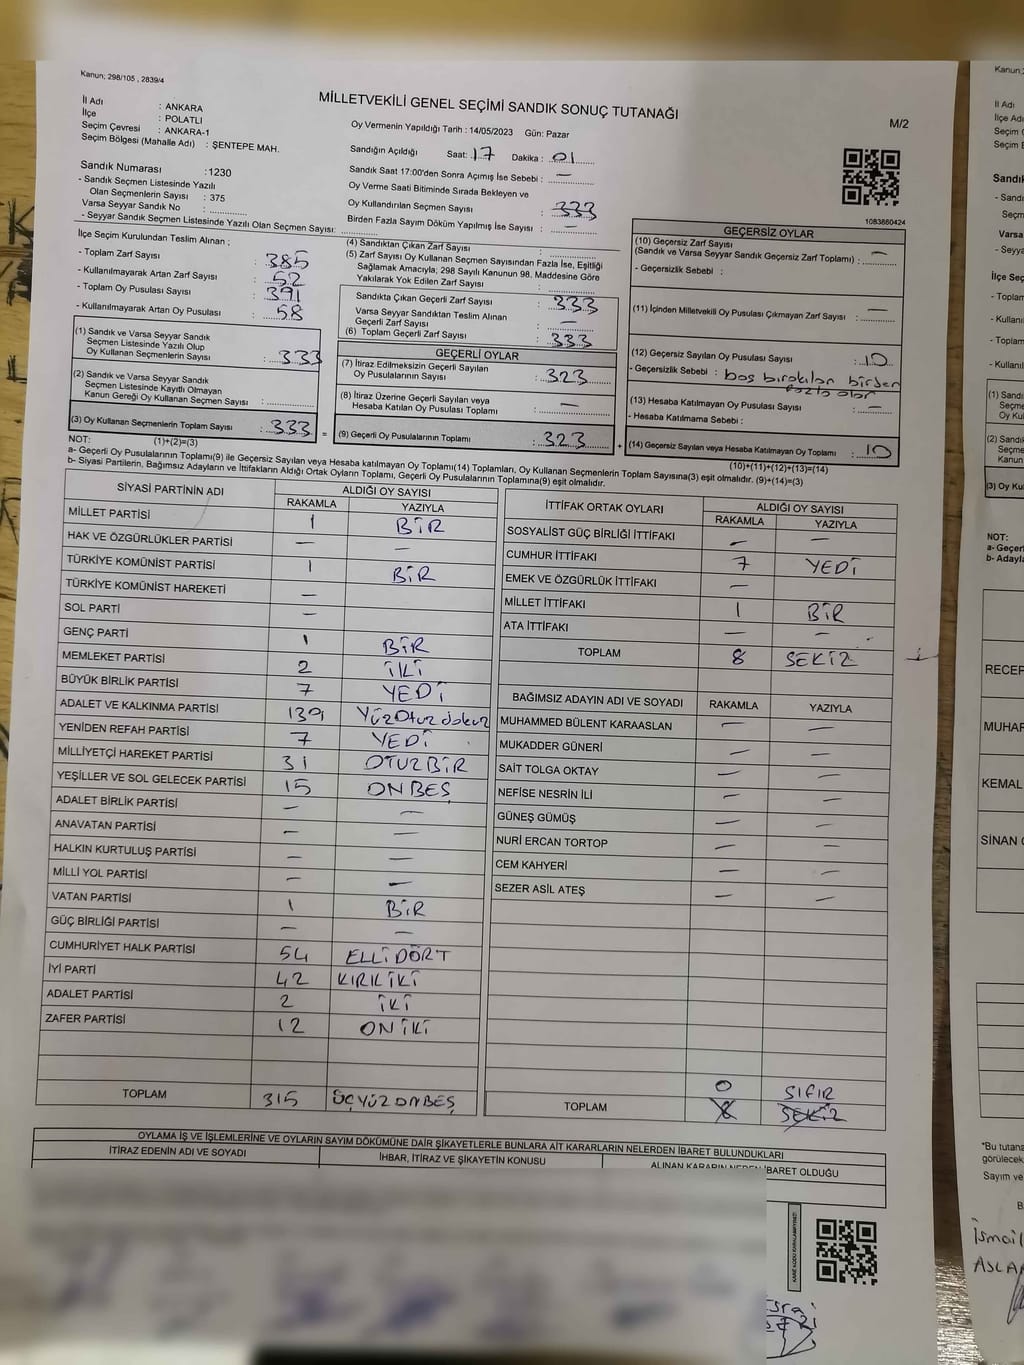 Kanun; 298/105 , 2839/4
MİLLETVEKİLİ GENEL SEÇİMİ SANDIK SONUÇ TUTANAĞI
M/2
İl Adı : ANKARA
İlçe : POLATLI
Seçim Çevresi : ANKARA-1
Seçim Bölgesi (Mahalle Adı) : ŞENTEPE MAH.
Oy Vermenin Yapıldığı Tarih : 14/05/2023 Gün: Pazar
Sandığın Açıldığı Saat: 17 Dakika : 01
Sandık Saat 17:00'den Sonra Açılmış İse Sebebi : —
Oy Verme Saati Bitiminde Sırada Bekleyen ve
Oy Kullandırılan Seçmen Sayısı : 333
Birden Fazla Sayım Döküm Yapılmış İse Sayısı : —
Sandık Numarası :1230
- Sandık Seçmen Listesinde Yazılı
Olan Seçmenlerin Sayısı : 375
Varsa Seyyar Sandık No :
- Seyyar Sandık Seçmen Listesinde Yazılı Olan Seçmen Sayısı:
1083860424
İlçe Seçim Kurulundan Teslim Alınan ;
- Toplam Zarf Sayısı : 385
- Kullanılmayarak Artan Zarf Sayısı : 52
- Toplam Oy Pusulası Sayısı : 391
- Kullanılmayarak Artan Oy Pusulası : 58
(1) Sandık ve Varsa Seyyar Sandık
Seçmen Listesinde Yazılı Olup
Oy Kullanan Seçmenlerin Sayısı : 333
(2) Sandık ve Varsa Seyyar Sandık
Seçmen Listesinde Kayıtlı Olmayan
Kanun Gereği Oy Kullanan Seçmen Sayısı :
(3) Oy Kullanan Seçmenlerin Toplam Sayısı : 333
(1)+(2)=(3)
(4) Sandıktan Çıkan Zarf Sayısı :
(5) Zarf Sayısı Oy Kullanan Seçmen Sayısından Fazla İse, Eşitliği
Sağlamak Amacıyla; 298 Sayılı Kanunun 98. Maddesine Göre
Yakılarak Yok Edilen Zarf Sayısı :
Sandıkta Çıkan Geçerli Zarf Sayısı : 333
Varsa Seyyar Sandıktan Teslim Alınan
Geçerli Zarf Sayısı : —
(6) Toplam Geçerli Zarf Sayısı : 333
GEÇERLİ OYLAR
(7) İtiraz Edilmeksizin Geçerli Sayılan
Oy Pusulalarının Sayısı : 323
(8) İtiraz Üzerine Geçerli Sayılan veya
Hesaba Katılan Oy Pusulası Toplamı : —
= (9) Geçerli Oy Pusulalarının Toplamı : 323
GEÇERSİZ OYLAR
(10) Geçersiz Zarf Sayısı
(Sandık ve Varsa Seyyar Sandık Geçersiz Zarf Toplamı) : —
- Geçersizlik Sebebi :
(11) İçinden Milletvekili Oy Pusulası Çıkmayan Zarf Sayısı : —
(12) Geçersiz Sayılan Oy Pusulası Sayısı : 10
- Geçersizlik Sebebi : boş bırakılan birden
fazla olan
(13) Hesaba Katılmayan Oy Pusulası Sayısı : —
- Hesaba Katılmama Sebebi :
+ (14) Geçersiz Sayılan veya Hesaba Katılmayan Oy Toplamı : 10
(10)+(11)+(12)+(13)=(14)
NOT:
a- Geçerli Oy Pusulaları Toplamı(9) ile Geçersiz Sayılan veya Hesaba katılmayan Oy Toplamı(14) Toplamları, Oy Kullanan Seçmenlerin Toplam Sayısına(3) eşit olmalıdır. (9)+(14)=(3)
b- Siyasi Partilerin, Bağımsız Adayların ve İttifakların Aldığı Ortak Oyların Toplamı, Geçerli Oy Pusulalarının Toplamına(9) eşit olmalıdır.
SİYASİ PARTİNİN ADI ALDIĞI OY SAYISI
RAKAMLA YAZIYLA
MİLLET PARTİSİ 1 BİR
HAK VE ÖZGÜRLÜKLER PARTİSİ — —
TÜRKİYE KOMÜNİST PARTİSİ 1 BİR
TÜRKİYE KOMÜNİST HAREKETİ —
SOL PARTİ —
GENÇ PARTİ 1 BİR
MEMLEKET PARTİSİ 2 İKİ
BÜYÜK BİRLİK PARTİSİ 7 YEDİ
ADALET VE KALKINMA PARTİSİ 139 YüzOtuzdokuz
YENİDEN REFAH PARTİSİ 7 YEDİ
MİLLİYETÇİ HAREKET PARTİSİ 31 OTUZBİR
YEŞİLLER VE SOL GELECEK PARTİSİ 15 ONBEŞ
ADALET BİRLİK PARTİSİ — —
ANAVATAN PARTİSİ — —
HALKIN KURTULUŞ PARTİSİ — —
MİLLİ YOL PARTİSİ — —
VATAN PARTİSİ 1 BİR
GÜÇ BİRLİĞİ PARTİSİ — —
CUMHURİYET HALK PARTİSİ 54 ELLİDÖRT
İYİ PARTİ 42 KIRKİKİ
ADALET PARTİSİ 2 İKİ
ZAFER PARTİSİ 12 ONİKİ
TOPLAM 315 ÜÇYÜZONBEŞ
İTTİFAK ORTAK OYLARI ALDIĞI OY SAYISI
RAKAMLA YAZIYLA
SOSYALİST GÜÇ BİRLİĞİ İTTİFAKI — —
CUMHUR İTTİFAKI 7 YEDİ
EMEK VE ÖZGÜRLÜK İTTİFAKI —
MİLLET İTTİFAKI 1 BİR
ATA İTTİFAKI — —
TOPLAM 8 SEKİZ
BAĞIMSIZ ADAYIN ADI VE SOYADI RAKAMLA YAZIYLA
MUHAMMED BÜLENT KARAASLAN — —
MUKADDER GÜNERİ — —
SAİT TOLGA OKTAY — —
NEFİSE NESRİN İLİ — —
GÜNEŞ GÜMÜŞ — —
NURİ ERCAN TORTOP — —
CEM KAHYERİ — —
SEZER ASİL ATEŞ — —
0 SIFIR
TOPLAM 8 SEKİZ
OYLAMA İŞ VE İŞLEMLERİNE VE OYLARIN SAYIM DÖKÜMÜNE DAİR ŞİKAYETLERLE BUNLARA AİT KARARLARIN NELERDEN İBARET BULUNDUKLARI
İTİRAZ EDENİN ADI VE SOYADI İHBAR, İTİRAZ VE ŞİKAYETİN KONUSU ALINAN KARARIN NEDEN İBARET OLDUĞU
KARE KODU KARALAMAYINIZ!
Kanun;
İl Adı
İlçe Adı
Seçim
Seçim B
Sandık
- Sandı
Seçm
Varsa
- Seyya
İlçe Seç
- Toplam
- Kullanı
- Toplam
- Kullanıl
(1) Sandı
Seçme
Oy Ku
(2) Sandık
Seçme
Kanun
(3) Oy Ku
NOT:
a- Geçerl
b- Adayla
RECEP
MUHAR
KEMAL
SİNAN
*Bu tutana
görülecek
Sayım ve
İsmail
ASLAN